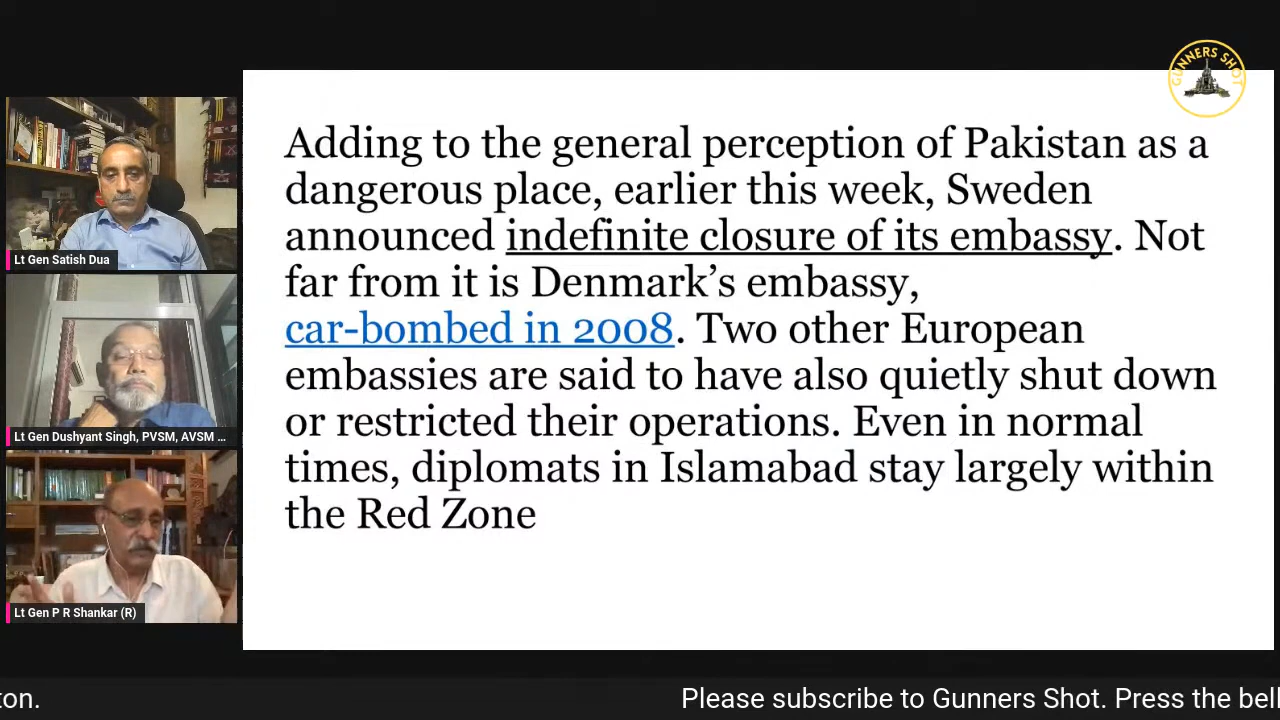 GUNNERS SHOT
Lt Gen Satish Dua
Lt Gen Dushyant Singh, PVSM, AVSM ...
Lt Gen P R Shankar (R)
Adding to the general perception of Pakistan as a
dangerous place, earlier this week, Sweden
announced indefinite closure of its embassy. Not
far from it is Denmark’s embassy,
car-bombed in 2008. Two other European
embassies are said to have also quietly shut down
or restricted their operations. Even in normal
times, diplomats in Islamabad stay largely within
the Red Zone
ton. Please subscribe to Gunners Shot. Press the bell